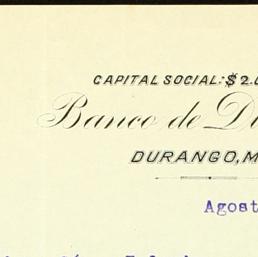 CAPITAL SOCIAL: $2.
Banco de D
DURANGO, M
Agost